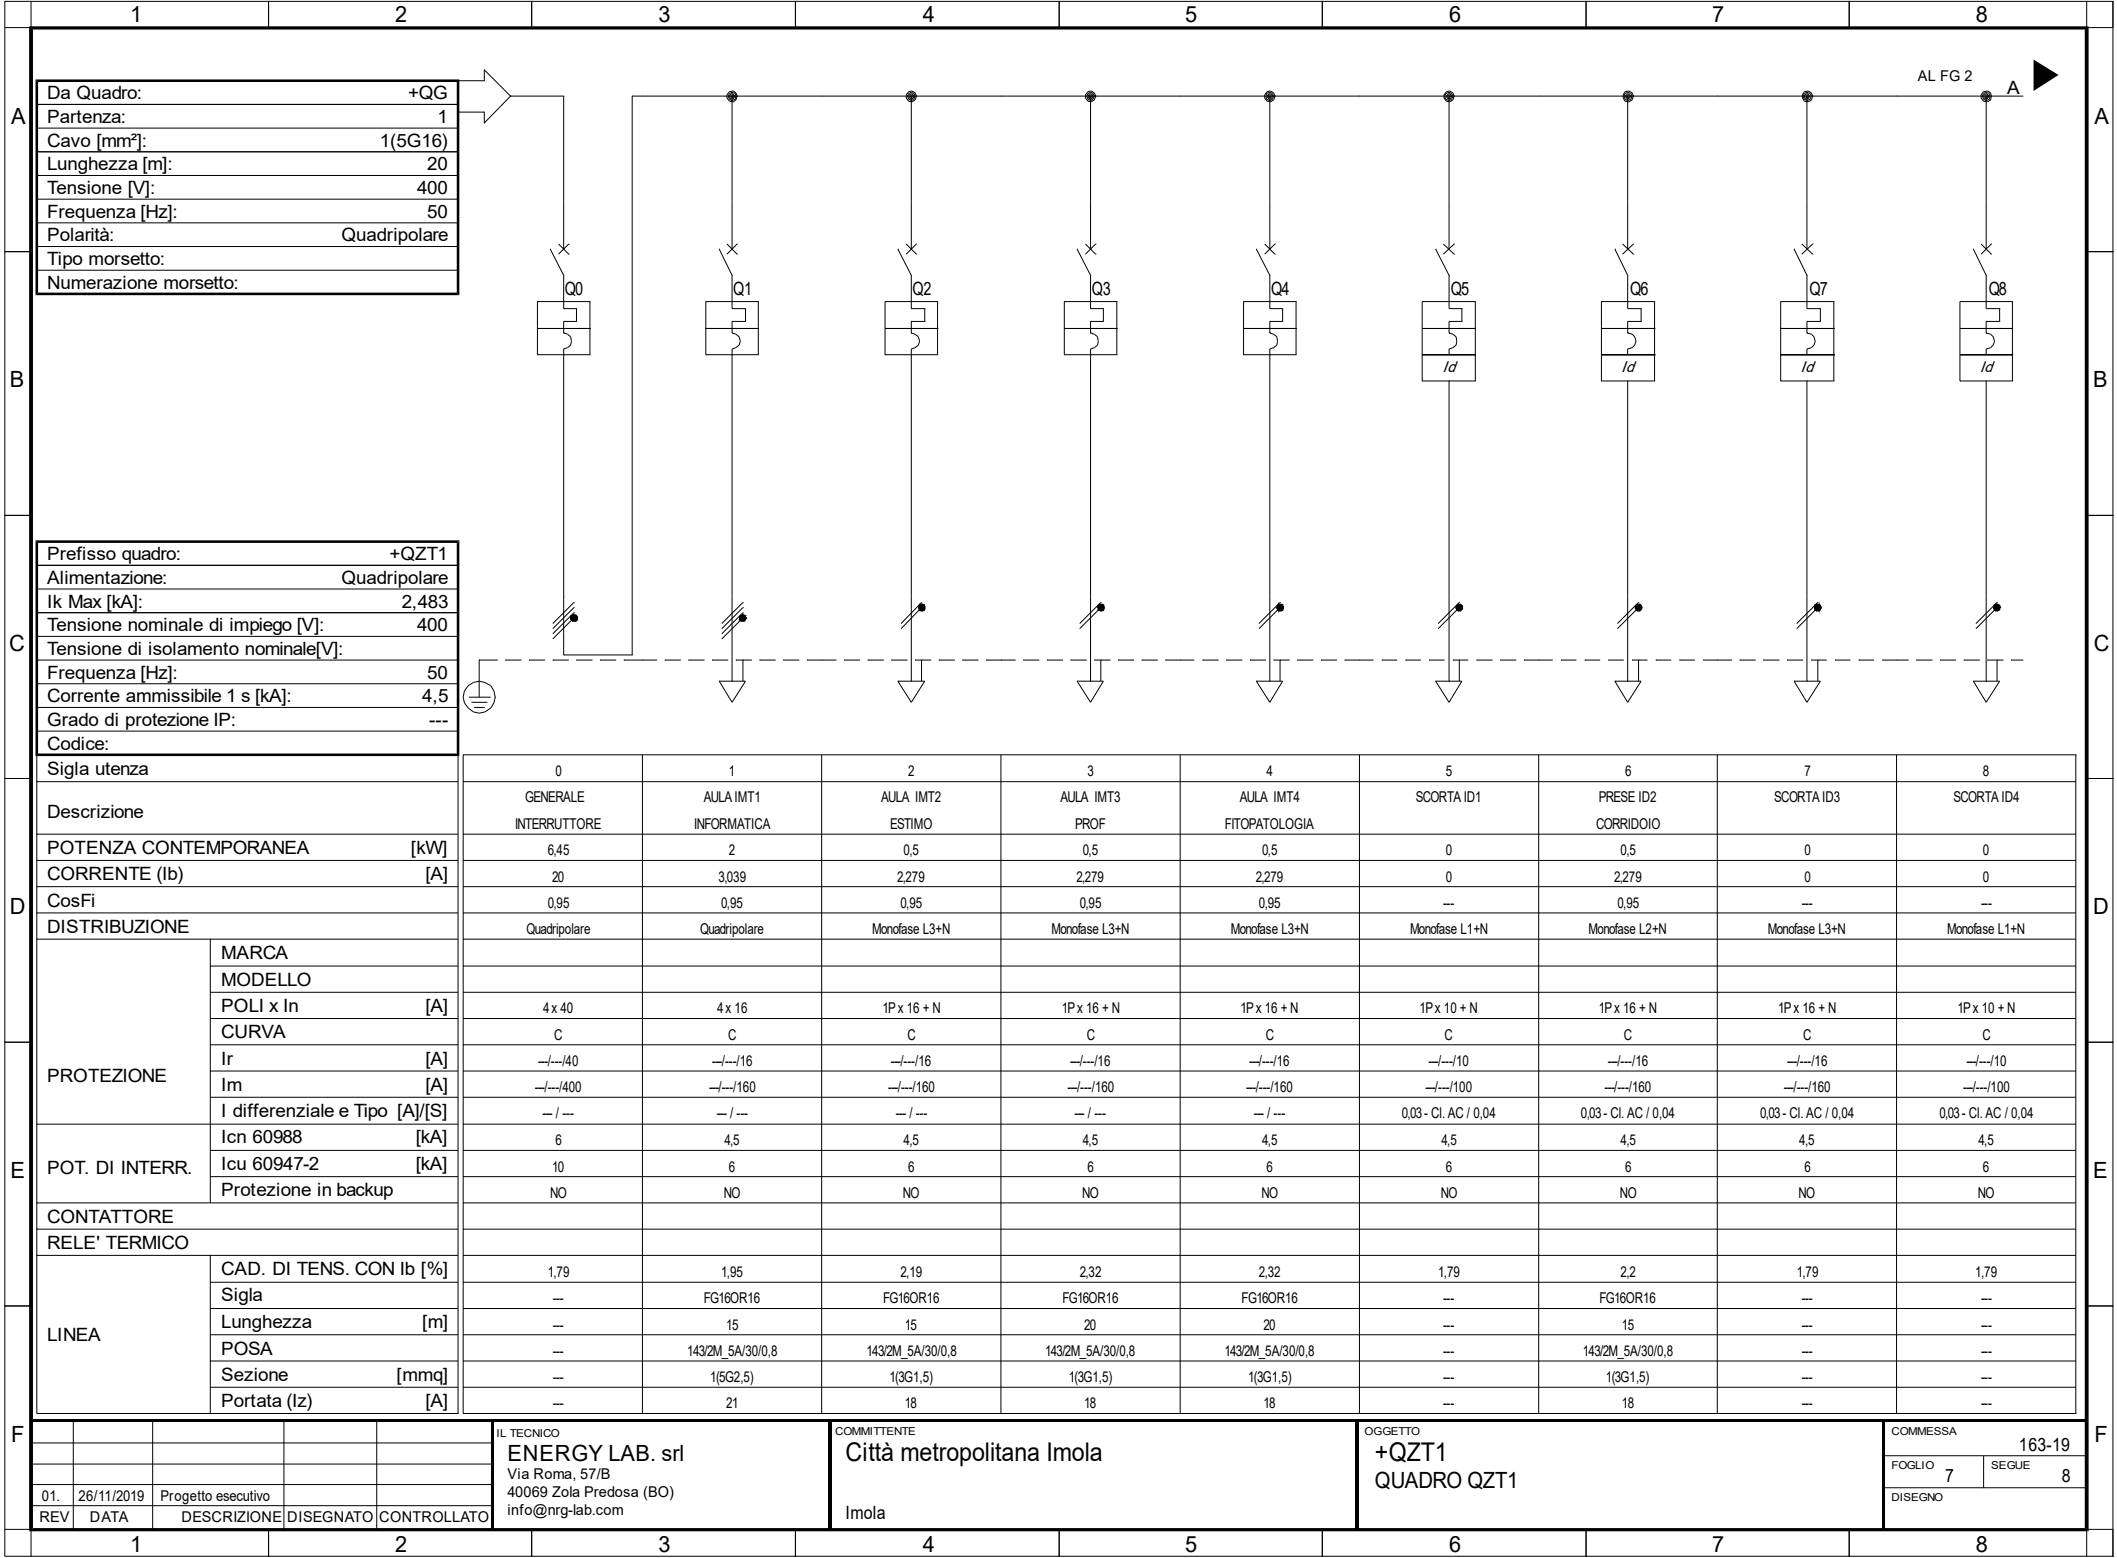 1 2 3 4 5 6 7 8
AL FG 2
A
Da Quadro: +QG
Partenza: 1
Cavo [mm²]: 1(5G16)
Lunghezza [m]: 20
Tensione [V]: 400
Frequenza [Hz]: 50
Polarità: Quadripolare
Tipo morsetto:
Numerazione morsetto:
A A
Q0 Q1 Q2 Q3 Q4 Q5 Q6 Q7 Q8
Id Id Id Id
B B
Prefisso quadro: +QZT1
Alimentazione: Quadripolare
Ik Max [kA]: 2,483
Tensione nominale di impiego [V]: 400
Tensione di isolamento nominale[V]:
Frequenza [Hz]: 50
Corrente ammissibile 1 s [kA]: 4,5
Grado di protezione IP: ---
Codice:
C C
Sigla utenza 0 1 2 3 4 5 6 7 8
Descrizione
GENERALE AULA IMT1 AULA IMT2 AULA IMT3 AULA IMT4 SCORTA ID1 PRESE ID2 SCORTA ID3 SCORTA ID4
INTERRUTTORE INFORMATICA ESTIMO PROF FITOPATOLOGIA CORRIDOIO
POTENZA CONTEMPORANEA [kW] 6,45 2 0,5 0,5 0,5 0 0,5 0 0
CORRENTE (Ib) [A] 20 3,039 2,279 2,279 2,279 0 2,279 0 0
CosFi 0,95 0,95 0,95 0,95 0,95 --- 0,95 --- ---
D D
DISTRIBUZIONE Quadripolare Quadripolare Monofase L3+N Monofase L3+N Monofase L3+N Monofase L1+N Monofase L2+N Monofase L3+N Monofase L1+N
PROTEZIONE
MARCA
MODELLO
POLI x In [A] 4 x 40 4 x 16 1P x 16 + N 1P x 16 + N 1P x 16 + N 1P x 10 + N 1P x 16 + N 1P x 16 + N 1P x 10 + N
CURVA C C C C C C C C C
Ir [A] ---/---/40 ---/---/16 ---/---/16 ---/---/16 ---/---/16 ---/---/10 ---/---/16 ---/---/16 ---/---/10
Im [A] ---/---/400 ---/---/160 ---/---/160 ---/---/160 ---/---/160 ---/---/100 ---/---/160 ---/---/160 ---/---/100
I differenziale e Tipo [A]/[S] --- / --- --- / --- --- / --- --- / --- --- / --- 0,03 - Cl. AC / 0,04 0,03 - Cl. AC / 0,04 0,03 - Cl. AC / 0,04 0,03 - Cl. AC / 0,04
POT. DI INTERR.
Icn 60988 [kA] 6 4,5 4,5 4,5 4,5 4,5 4,5 4,5 4,5
Icu 60947-2 [kA] 10 6 6 6 6 6 6 6 6
Protezione in backup NO NO NO NO NO NO NO NO NO
E E
CONTATTORE
RELE' TERMICO
LINEA
CAD. DI TENS. CON Ib [%] 1,79 1,95 2,19 2,32 2,32 1,79 2,2 1,79 1,79
Sigla --- FG16OR16 FG16OR16 FG16OR16 FG16OR16 --- FG16OR16 --- ---
Lunghezza [m] --- 15 15 20 20 --- 15 --- ---
POSA --- 143/2M_5A/30/0,8 143/2M_5A/30/0,8 143/2M_5A/30/0,8 143/2M_5A/30/0,8 --- 143/2M_5A/30/0,8 --- ---
Sezione [mmq] --- 1(5G2,5) 1(3G1,5) 1(3G1,5) 1(3G1,5) --- 1(3G1,5) --- ---
Portata (Iz) [A] --- 21 18 18 18 --- 18 --- ---
F F
01. 26/11/2019 Progetto esecutivo
REV DATA DESCRIZIONE DISEGNATO CONTROLLATO
IL TECNICO
ENERGY LAB. srl
Via Roma, 57/B
40069 Zola Predosa (BO)
info@nrg-lab.com
COMMITTENTE
Città metropolitana Imola
Imola
OGGETTO
+QZT1
QUADRO QZT1
COMMESSA
163-19
FOGLIO 7 SEGUE 8
DISEGNO
1 2 3 4 5 6 7 8